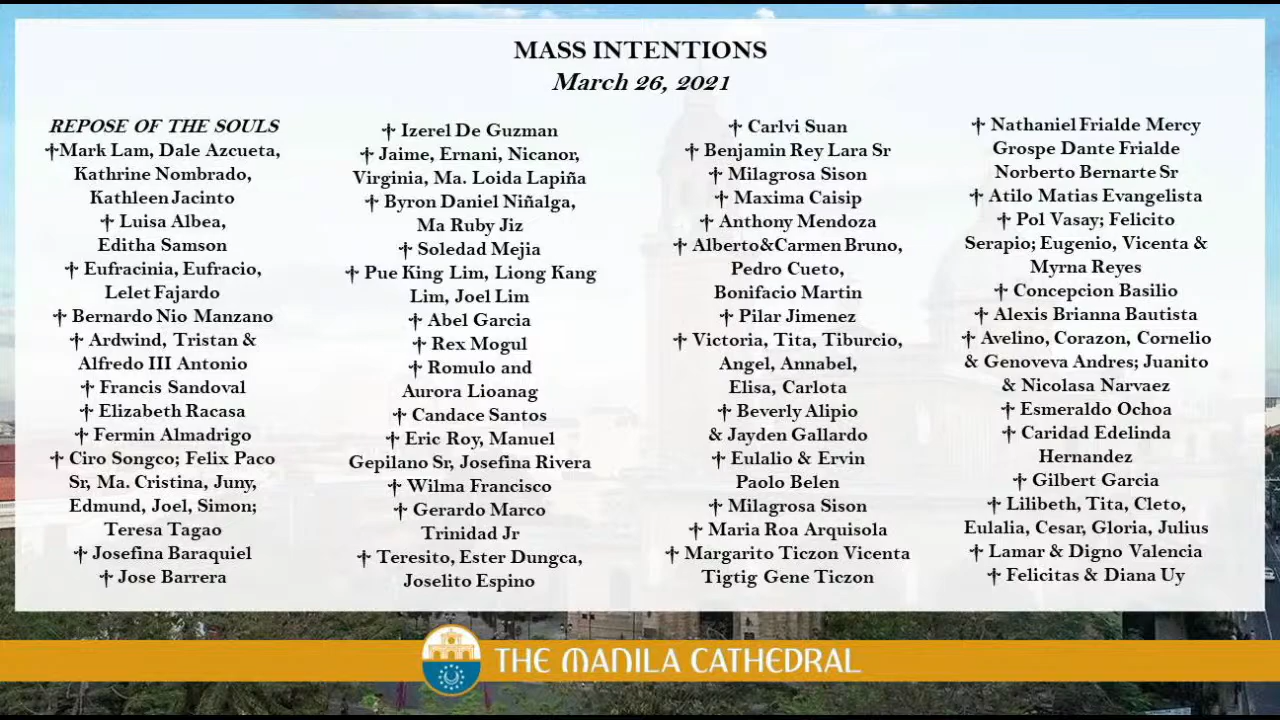 MASS INTENTIONS
March 26, 2021
REPOSE OF THE SOULS
✝Mark Lam, Dale Azcueta,
Kathrine Nombrado,
Kathleen Jacinto
✝ Luisa Albea,
Editha Samson
✝ Eufracinia, Eufracio,
Lelet Fajardo
✝ Bernardo Nio Manzano
✝ Ardwind, Tristan &
Alfredo III Antonio
✝ Francis Sandoval
✝ Elizabeth Racasa
✝ Fermin Almadrigo
✝ Ciro Songco; Felix Paco
Sr, Ma. Cristina, Juny,
Edmund, Joel, Simon;
Teresa Tagao
✝ Josefina Baraquiel
✝ Jose Barrera
✝ Izerel De Guzman
✝ Jaime, Ernani, Nicanor,
Virginia, Ma. Loida Lapiña
✝ Byron Daniel Niñalga,
Ma Ruby Jiz
✝ Soledad Mejia
✝ Pue King Lim, Liong Kang
Lim, Joel Lim
✝ Abel Garcia
✝ Rex Mogul
✝ Romulo and
Aurora Lioanag
✝ Candace Santos
✝ Eric Roy, Manuel
Gepilano Sr, Josefina Rivera
✝ Wilma Francisco
✝ Gerardo Marco
Trinidad Jr
✝ Teresito, Ester Dungca,
Joselito Espino
✝ Carlvi Suan
✝ Benjamin Rey Lara Sr
✝ Milagrosa Sison
✝ Maxima Caisip
✝ Anthony Mendoza
✝ Alberto&Carmen Bruno,
Pedro Cueto,
Bonifacio Martin
✝ Pilar Jimenez
✝ Victoria, Tita, Tiburcio,
Angel, Annabel,
Elisa, Carlota
✝ Beverly Alipio
& Jayden Gallardo
✝ Eulalio & Ervin
Paolo Belen
✝ Milagrosa Sison
✝ Maria Roa Arquisola
✝ Margarito Ticzon Vicenta
Tigtig Gene Ticzon
✝ Nathaniel Frialde Mercy
Grospe Dante Frialde
Norberto Bernarte Sr
✝ Atilo Matias Evangelista
✝ Pol Vasay; Felicito
Serapio; Eugenio, Vicenta &
Myrna Reyes
✝ Concepcion Basilio
✝ Alexis Brianna Bautista
✝ Avelino, Corazon, Cornelio
& Genoveva Andres; Juanito
& Nicolasa Narvaez
✝ Esmeraldo Ochoa
✝ Caridad Edelinda
Hernandez
✝ Gilbert Garcia
✝ Lilibeth, Tita, Cleto,
Eulalia, Cesar, Gloria, Julius
✝ Lamar & Digno Valencia
✝ Felicitas & Diana Uy
THE MANILA CATHEDRAL